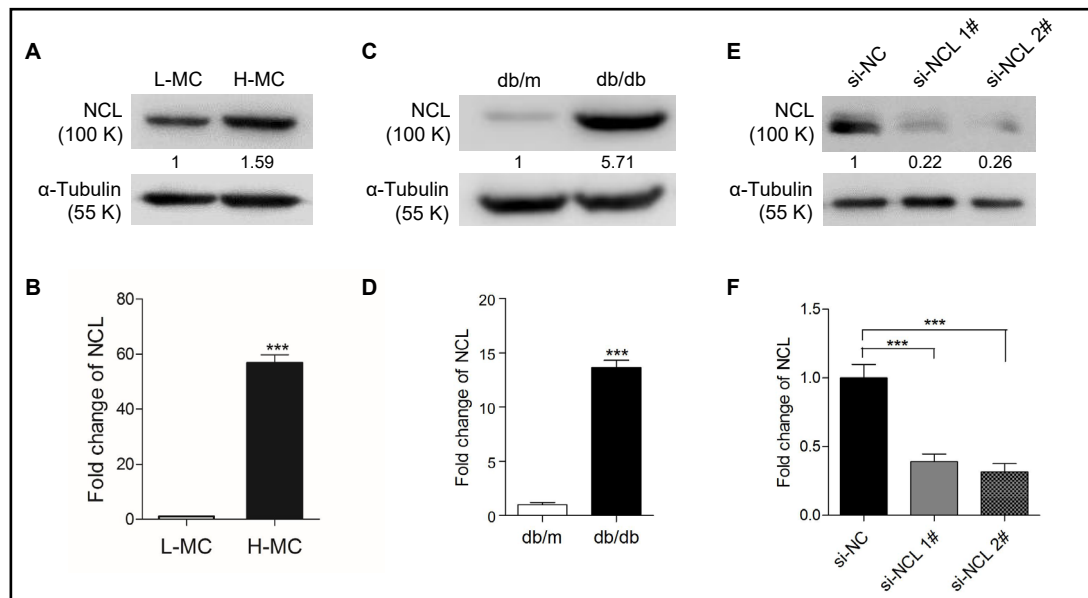 A
L-MC H-MC
NCL
(100 K)
1 1.59
α-Tubulin
(55 K)
C
db/m db/db
NCL
(100 K)
1 5.71
α-Tubulin
(55 K)
E
si-NC si-NCL 1# si-NCL 2#
NCL
(100 K)
1 0.22 0.26
α-Tubulin
(55 K)
B
Fold change of NCL
80
60
40
20
0
***
L-MC H-MC
D
Fold change of NCL
20
15
10
5
0
***
db/m db/db
F
Fold change of NCL
1.5
1.0
0.5
0.0
***
***
si-NC si-NCL 1# si-NCL 2#